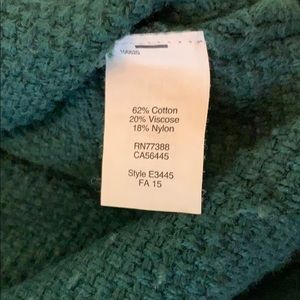 62% Cotton
20% Viscose
18% Nylon
RN77388
CA56445
Style E3445
FA 15